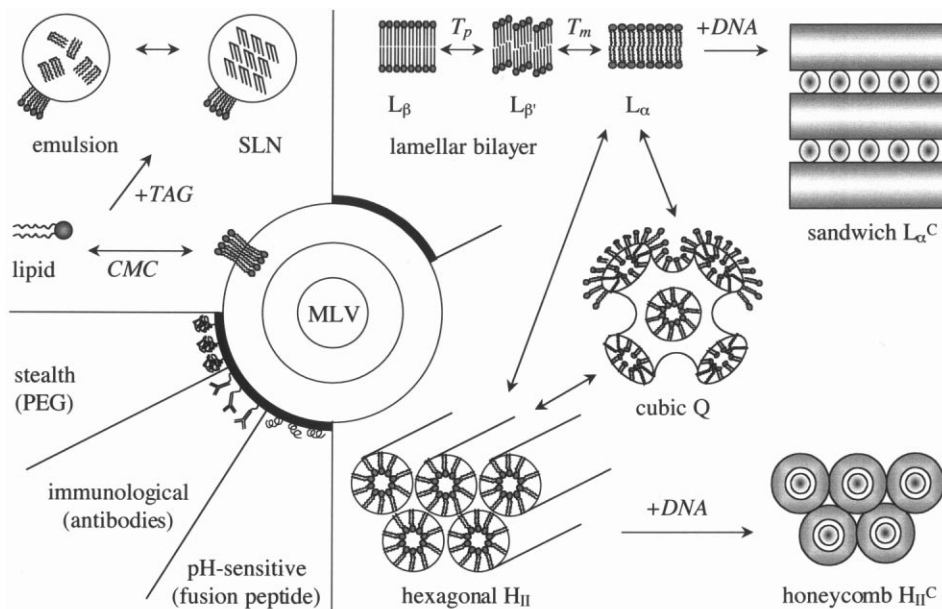 emulsion
SLN
+TAG
lipid
CMC
MLV
stealth
(PEG)
immunological
(antibodies)
pH-sensitive
(fusion peptide)
Tp
Tm
+DNA
Lβ
Lβ'
Lα
lamellar bilayer
sandwich LαC
cubic Q
+DNA
hexagonal HII
honeycomb HIIC